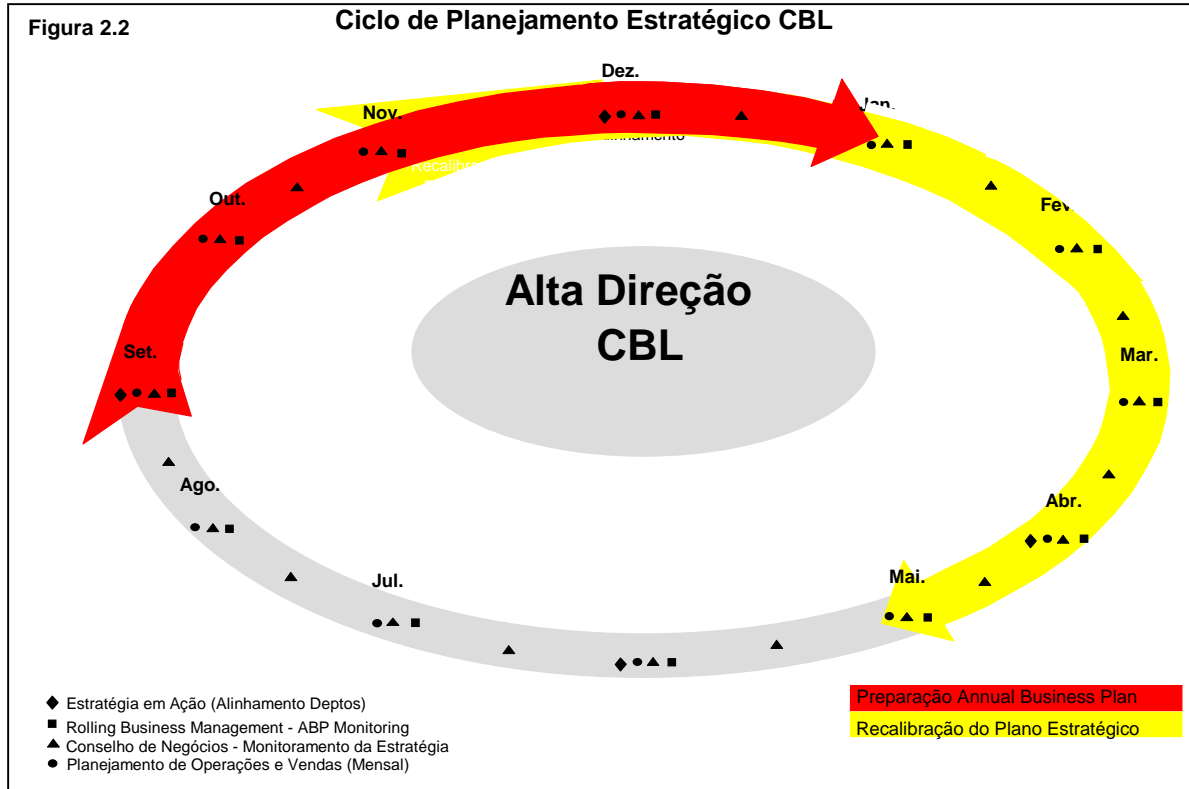 Figura 2.2
Ciclo de Planejamento Estratégico CBL
Dez.
Nov.
Jan.
Out.
Fev.
Alta Direção
CBL
Set.
Mar.
Ago.
Abr.
Jul.
Mai.
Estratégia em Ação (Alinhamento Deptos)
Rolling Business Management - ABP Monitoring
Conselho de Negócios - Monitoramento da Estratégia
Planejamento de Operações e Vendas (Mensal)
Preparação Annual Business Plan
Recalibração do Plano Estratégico